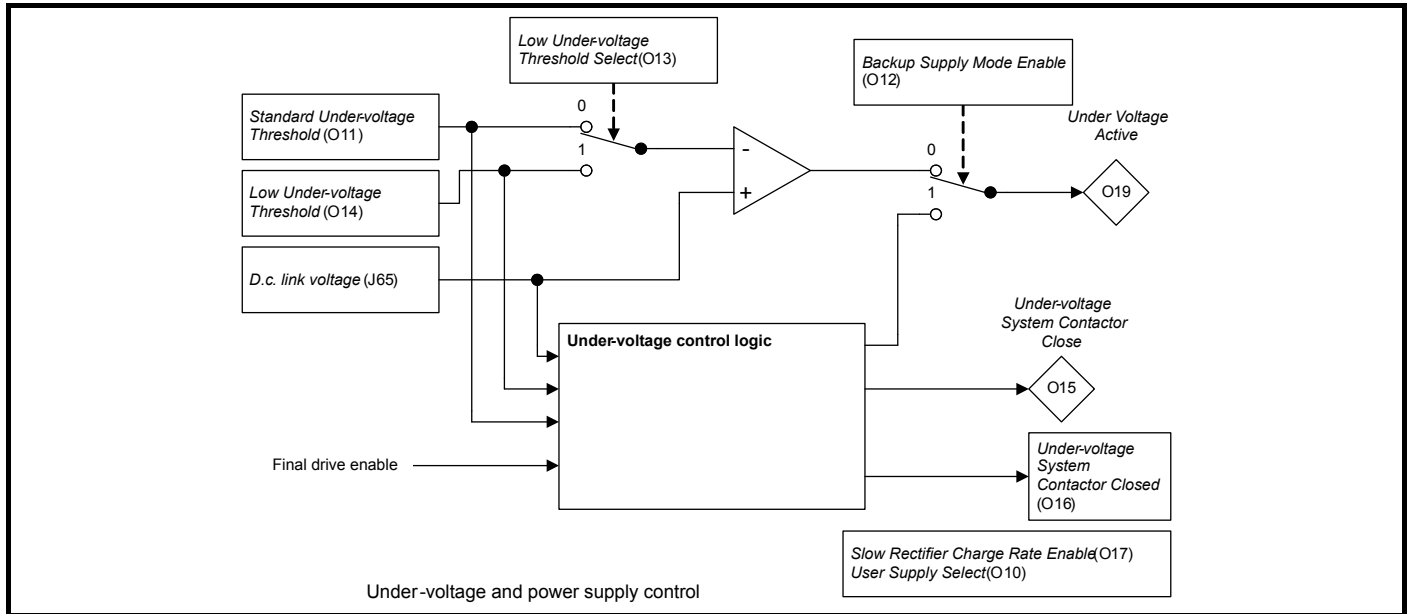 Low Under-voltage
Threshold Select(O13)
Backup Supply Mode Enable
(O12)
Standard Under-voltage
Threshold (O11)
0
1
Low Under-voltage
Threshold (O14)
D.c. link voltage (J65)
-
+
0
1
Under Voltage
Active
O19
Under-voltage control logic
Under-voltage
System Contactor
Close
O15
Final drive enable
Under-voltage
System
Contactor Closed
(O16)
Slow Rectifier Charge Rate Enable(O17)
User Supply Select(O10)
Under-voltage and power supply control